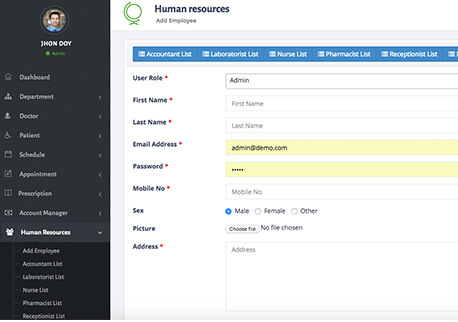 Human resources
Add Employee
JHON DOY
Admin
Dashboard
Department
Doctor
Patient
Schedule
Appointment
Prescription
Account Manager
Human Resources
Add Employee
Accountant List
Laboratorist List
Nurse List
Pharmacist List
Receptionist List
Accountant List Laboratorist List Nurse List Pharmacist List Receptionist List
User Role * Admin
First Name * First Name
Last Name * Last Name
Email Address * admin@demo.com
Password * •••••
Mobile No * Mobile No
Sex Male Female Other
Picture Choose file No file chosen
Address * Address